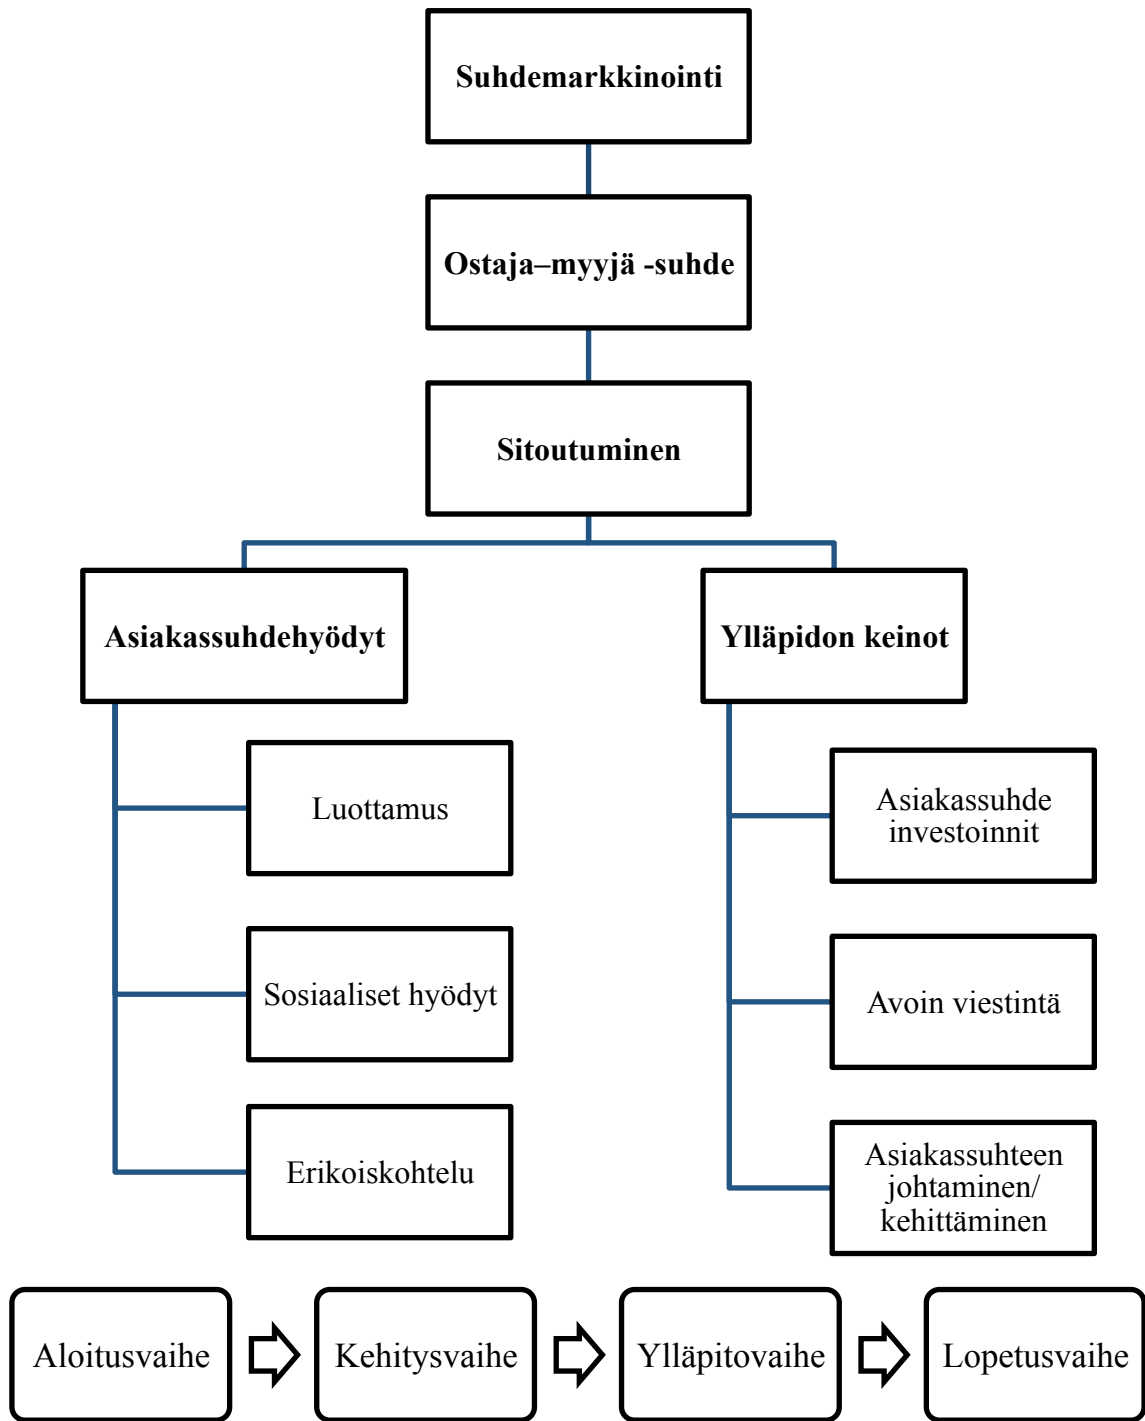 Suhdemarkkinointi
Ostaja–myyjä -suhde
Sitoutuminen
Asiakassuhdehyödyt
Luottamus
Sosiaaliset hyödyt
Erikoiskohtelu
Ylläpidon keinot
Asiakassuhde
investoinnit
Avoin viestintä
Asiakassuhteen
johtaminen/
kehittäminen
Aloitusvaihe
Kehitysvaihe
Ylläpitovaihe
Lopetusvaihe